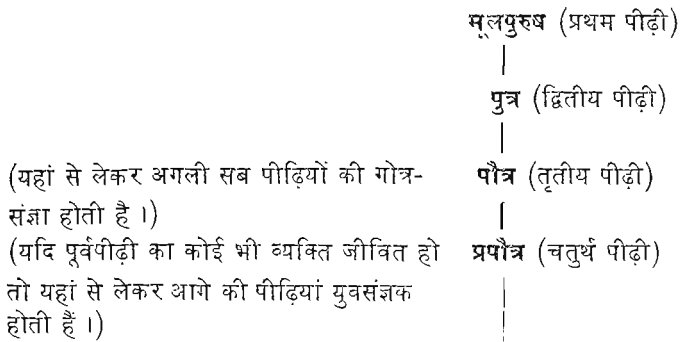 मूलपुरुष (प्रथम पीढ़ी)
पुत्र (द्वितीय पीढ़ी)
(यहां से लेकर अगली सब पीढ़ियों की गोत्र- पौत्र (तृतीय पीढ़ी)
संज्ञा होती है ।)
(यदि पूर्वपीढ़ी का कोई भी व्यक्ति जीवित हो प्रपौत्र (चतुर्थ पीढ़ी)
तो यहां से लेकर आगे की पीढ़ियां युवसंज्ञक
होती हैं ।)